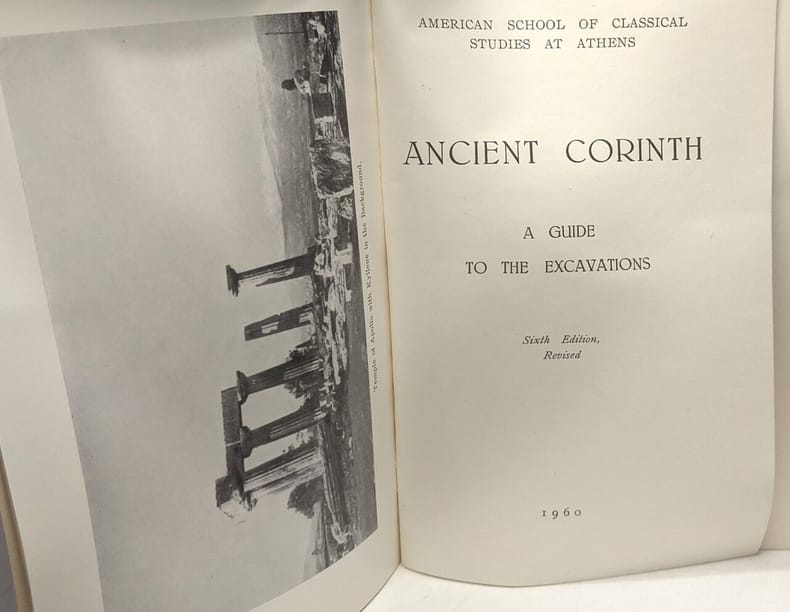 Temple of Apollo with Kyllene in the Background.
AMERICAN SCHOOL OF CLASSICAL
STUDIES AT ATHENS
ANCIENT CORINTH
A GUIDE
TO THE EXCAVATIONS
Sixth Edition,
Revised
1960